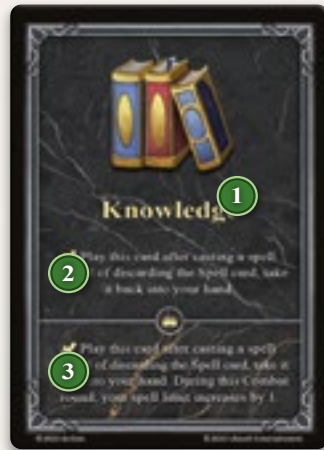 Knowledg
1
Play this card after casting a spell
2
of discarding the Spell card, take
it back into your hand.
Play this card after casting a spell
3
of discarding the Spell card, take it
to your hand. During this Combat
round, your spell limit increases by 1.